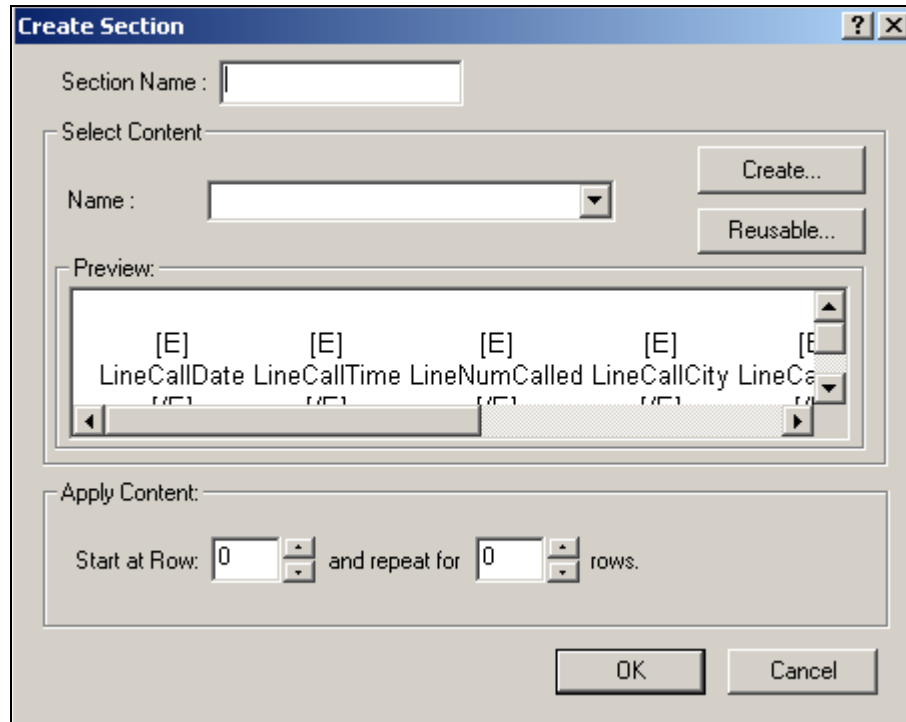 Create Section
Section Name :
Select Content
Create...
Name :
Reusable...
Preview:
[E] [E] [E] [E] [E
LineCallDate LineCallTime LineNumCalled LineCallCity LineCa
[/E] [/E] [/E] [/E] [/
Apply Content:
Start at Row: 0 and repeat for 0 rows.
OK Cancel